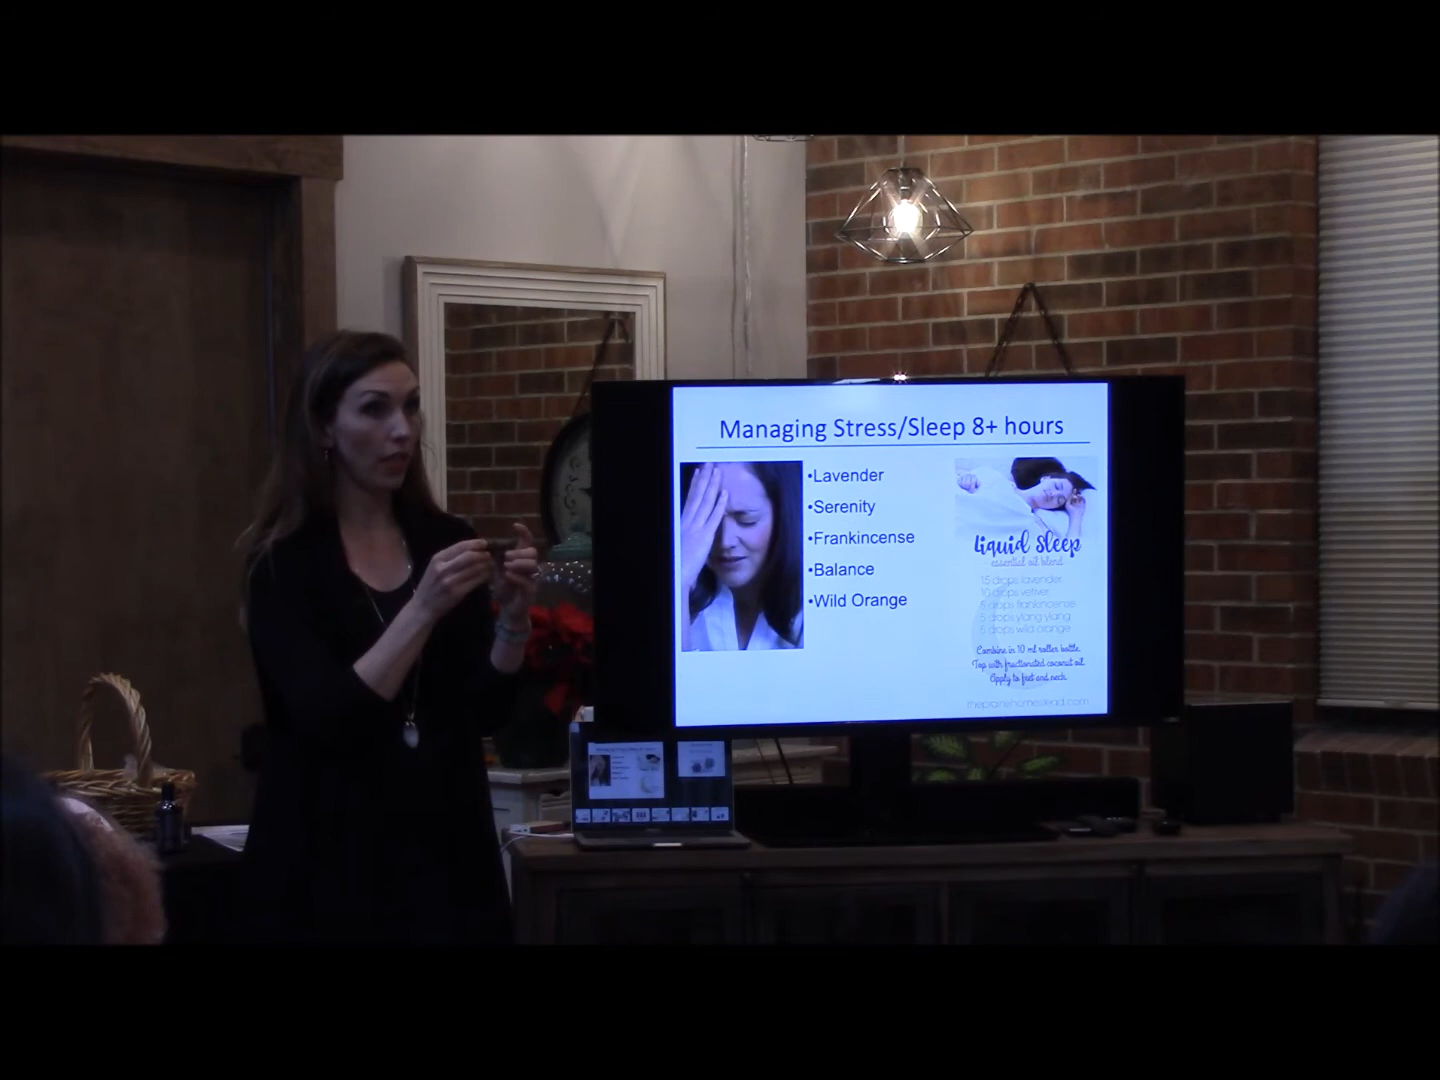 Managing Stress/Sleep 8+ hours
•Lavender
•Serenity
•Frankincense
•Balance
•Wild Orange
Liquid Sleep
essential oil blend
15 drops lavender
10 drops vetiver
5 drops frankincense
5 drops ylang ylang
5 drops wild orange
Combine in 10 ml roller bottle.
Top with fractionated coconut oil.
Apply to feet and neck.
theprairiehomestead.com